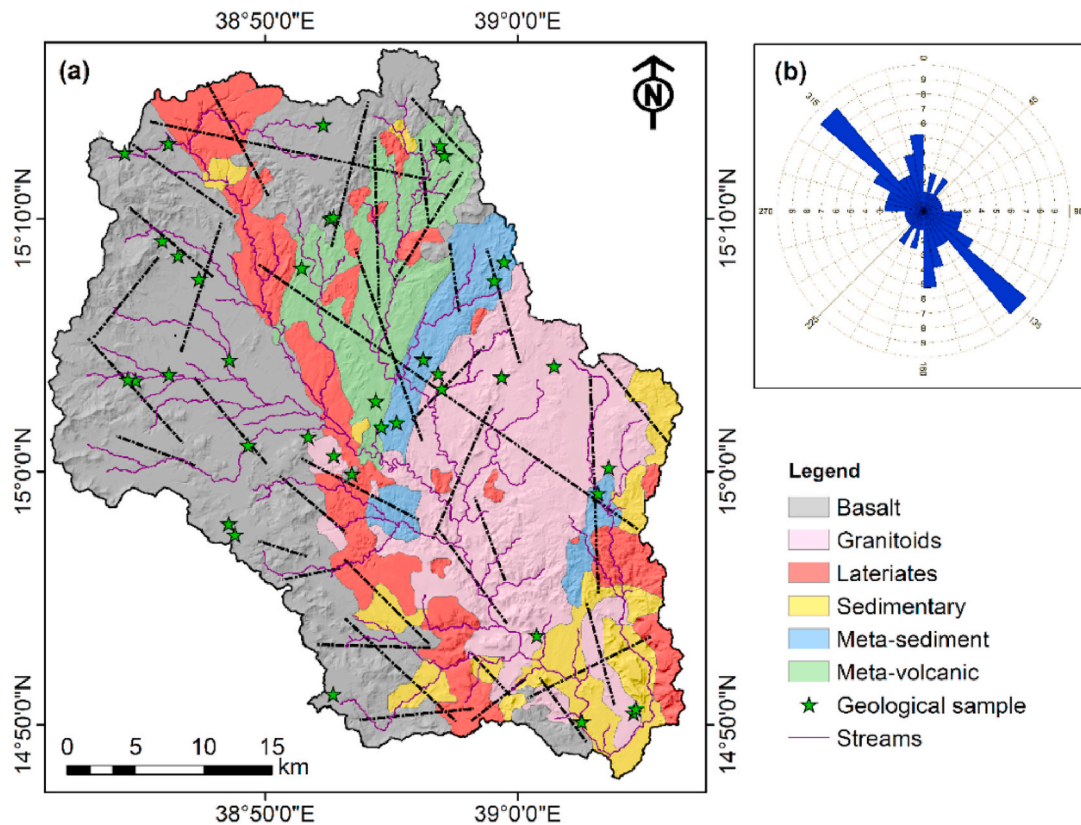 38°50'0"E 39°0'0"E
(a)
N
15°10'0"N 15°10'0"N
15°0'0"N 15°0'0"N
14°50'0"N 14°50'0"N
0 5 10 15
km
38°50'0"E 39°0'0"E
(b)
0
315
270
225
180
135
Legend
Basalt
Granitoids
Lateriates
Sedimentary
Meta-sediment
Meta-volcanic
Geological sample
Streams